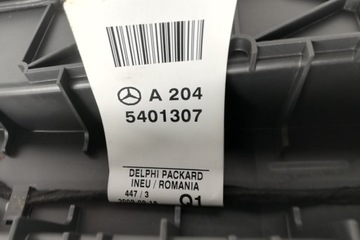 A 204
5401307
DELPHI PACKARD
INEU / ROMANIA
447 / 3
Q1